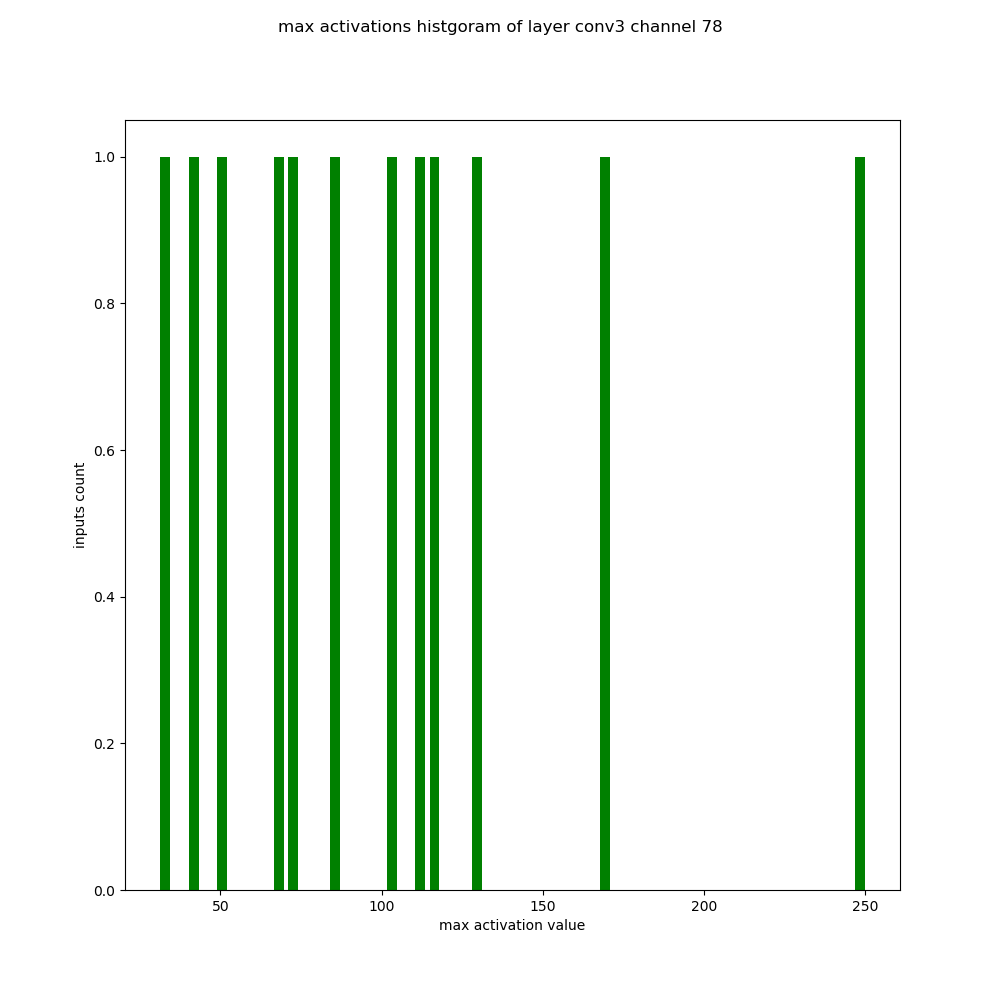 max activations histgoram of layer conv3 channel 78
1.0
0.8
0.6
0.4
0.2
0.0
inputs count
50 100 150 200 250
max activation value